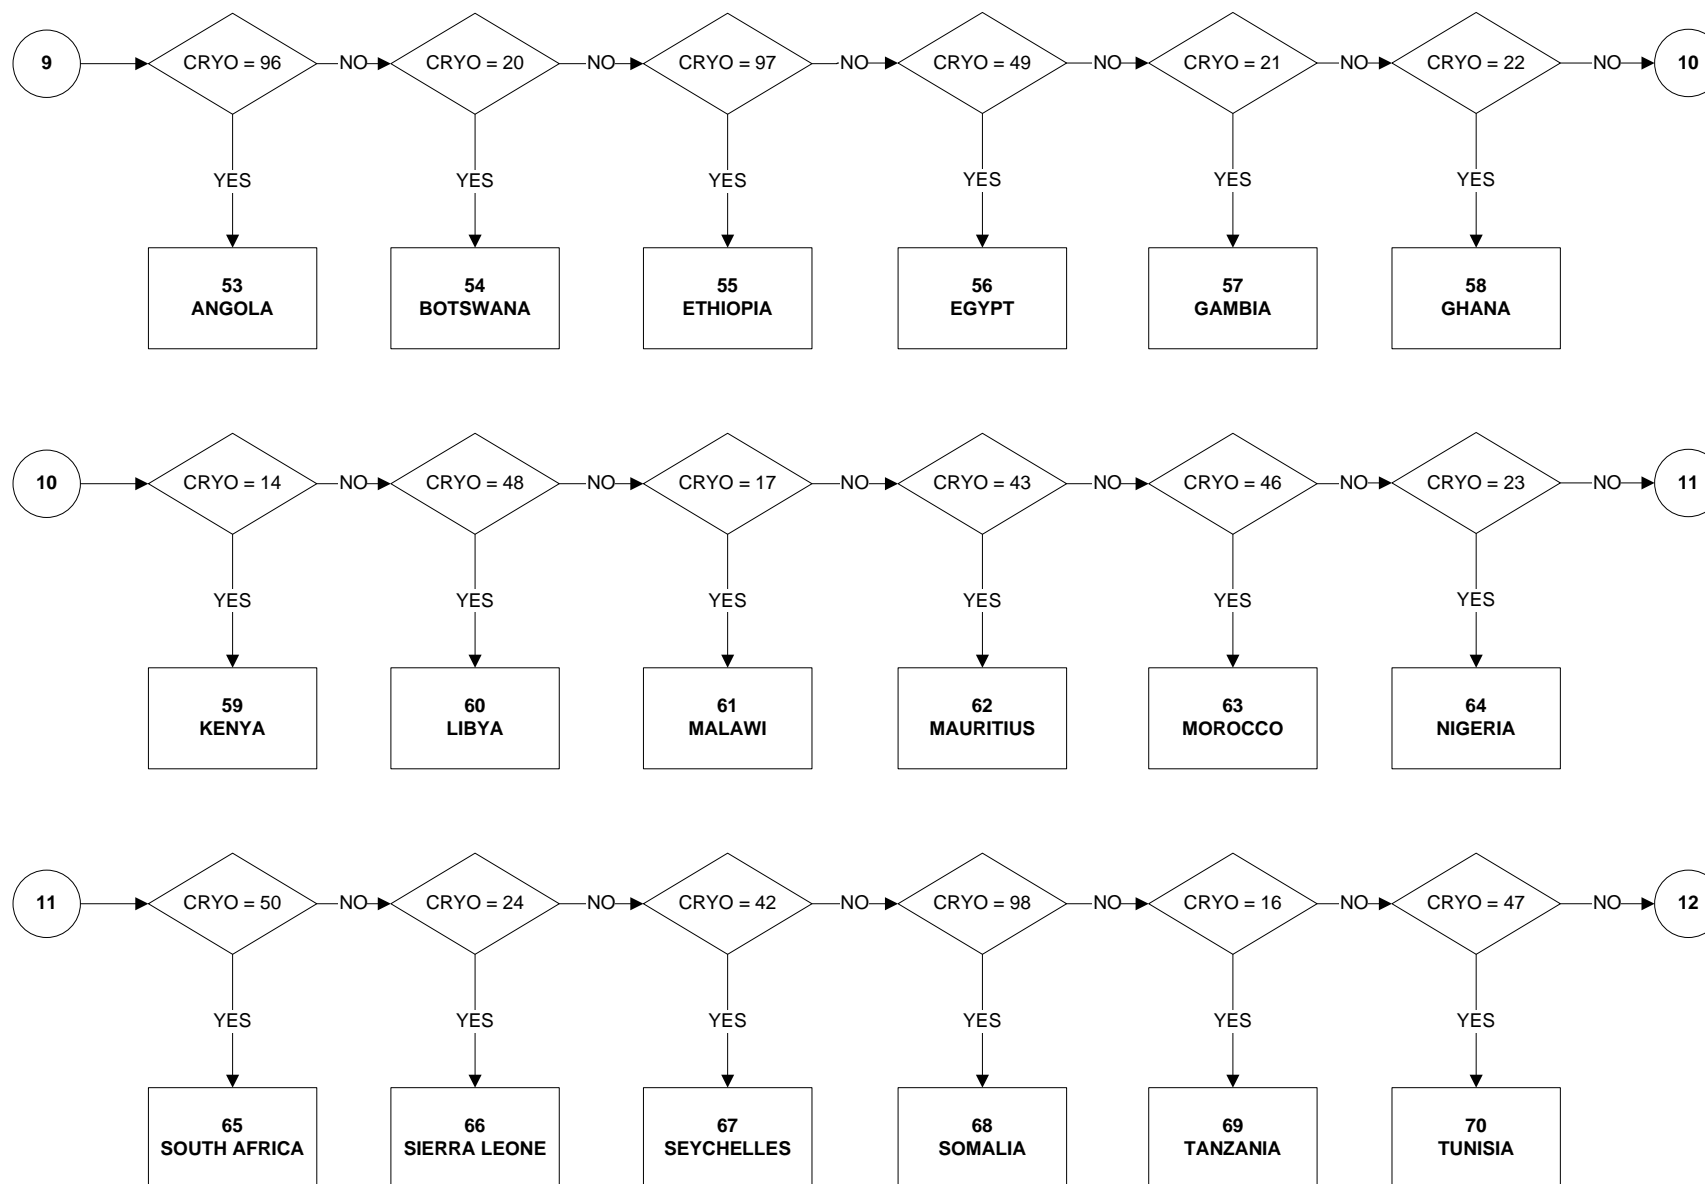 9
CRYO = 96
NO
CRYO = 20
NO
CRYO = 97
NO
CRYO = 49
NO
CRYO = 21
NO
CRYO = 22
NO
10
YES
YES
YES
YES
YES
YES
53
ANGOLA
54
BOTSWANA
55
ETHIOPIA
56
EGYPT
57
GAMBIA
58
GHANA
10
CRYO = 14
NO
CRYO = 48
NO
CRYO = 17
NO
CRYO = 43
NO
CRYO = 46
NO
CRYO = 23
NO
11
YES
YES
YES
YES
YES
YES
59
KENYA
60
LIBYA
61
MALAWI
62
MAURITIUS
63
MOROCCO
64
NIGERIA
11
CRYO = 50
NO
CRYO = 24
NO
CRYO = 42
NO
CRYO = 98
NO
CRYO = 16
NO
CRYO = 47
NO
12
YES
YES
YES
YES
YES
YES
65
SOUTH AFRICA
66
SIERRA LEONE
67
SEYCHELLES
68
SOMALIA
69
TANZANIA
70
TUNISIA